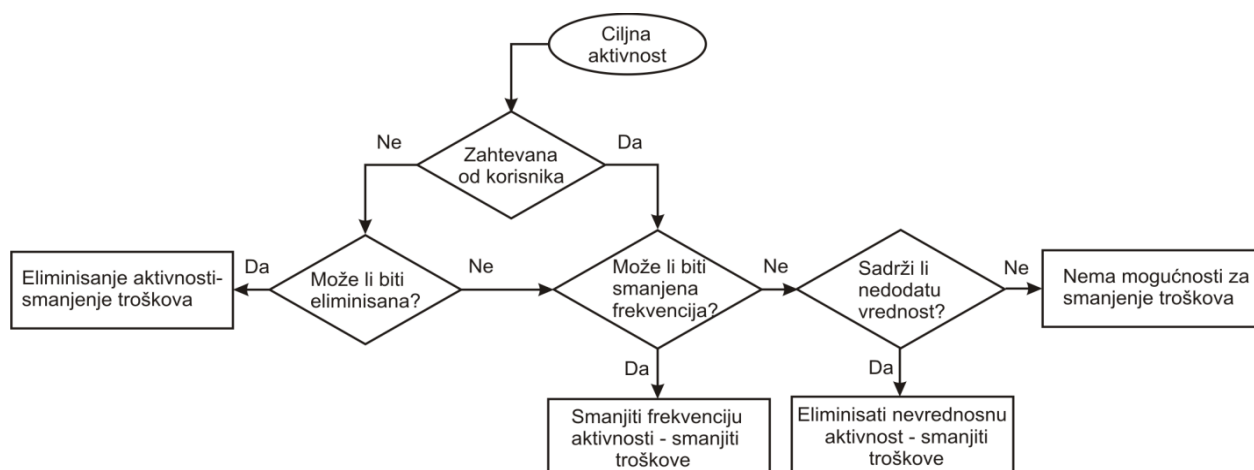 Ciljna
aktivnost
Ne
Da
Zahtevana
od korisnika
Eliminisanje aktivnosti-
smanjenje troškova
Da
Može li biti
eliminisana?
Ne
Može li biti
smanjena
frekvencija?
Ne
Sadrži li
nedodatu
vrednost?
Ne
Nema mogućnosti za
smanjenje troškova
Da
Da
Smanjiti frekvenciju
aktivnosti - smanjiti
troškove
Eliminisati nevrednosnu
aktivnost - smanjiti
troškove